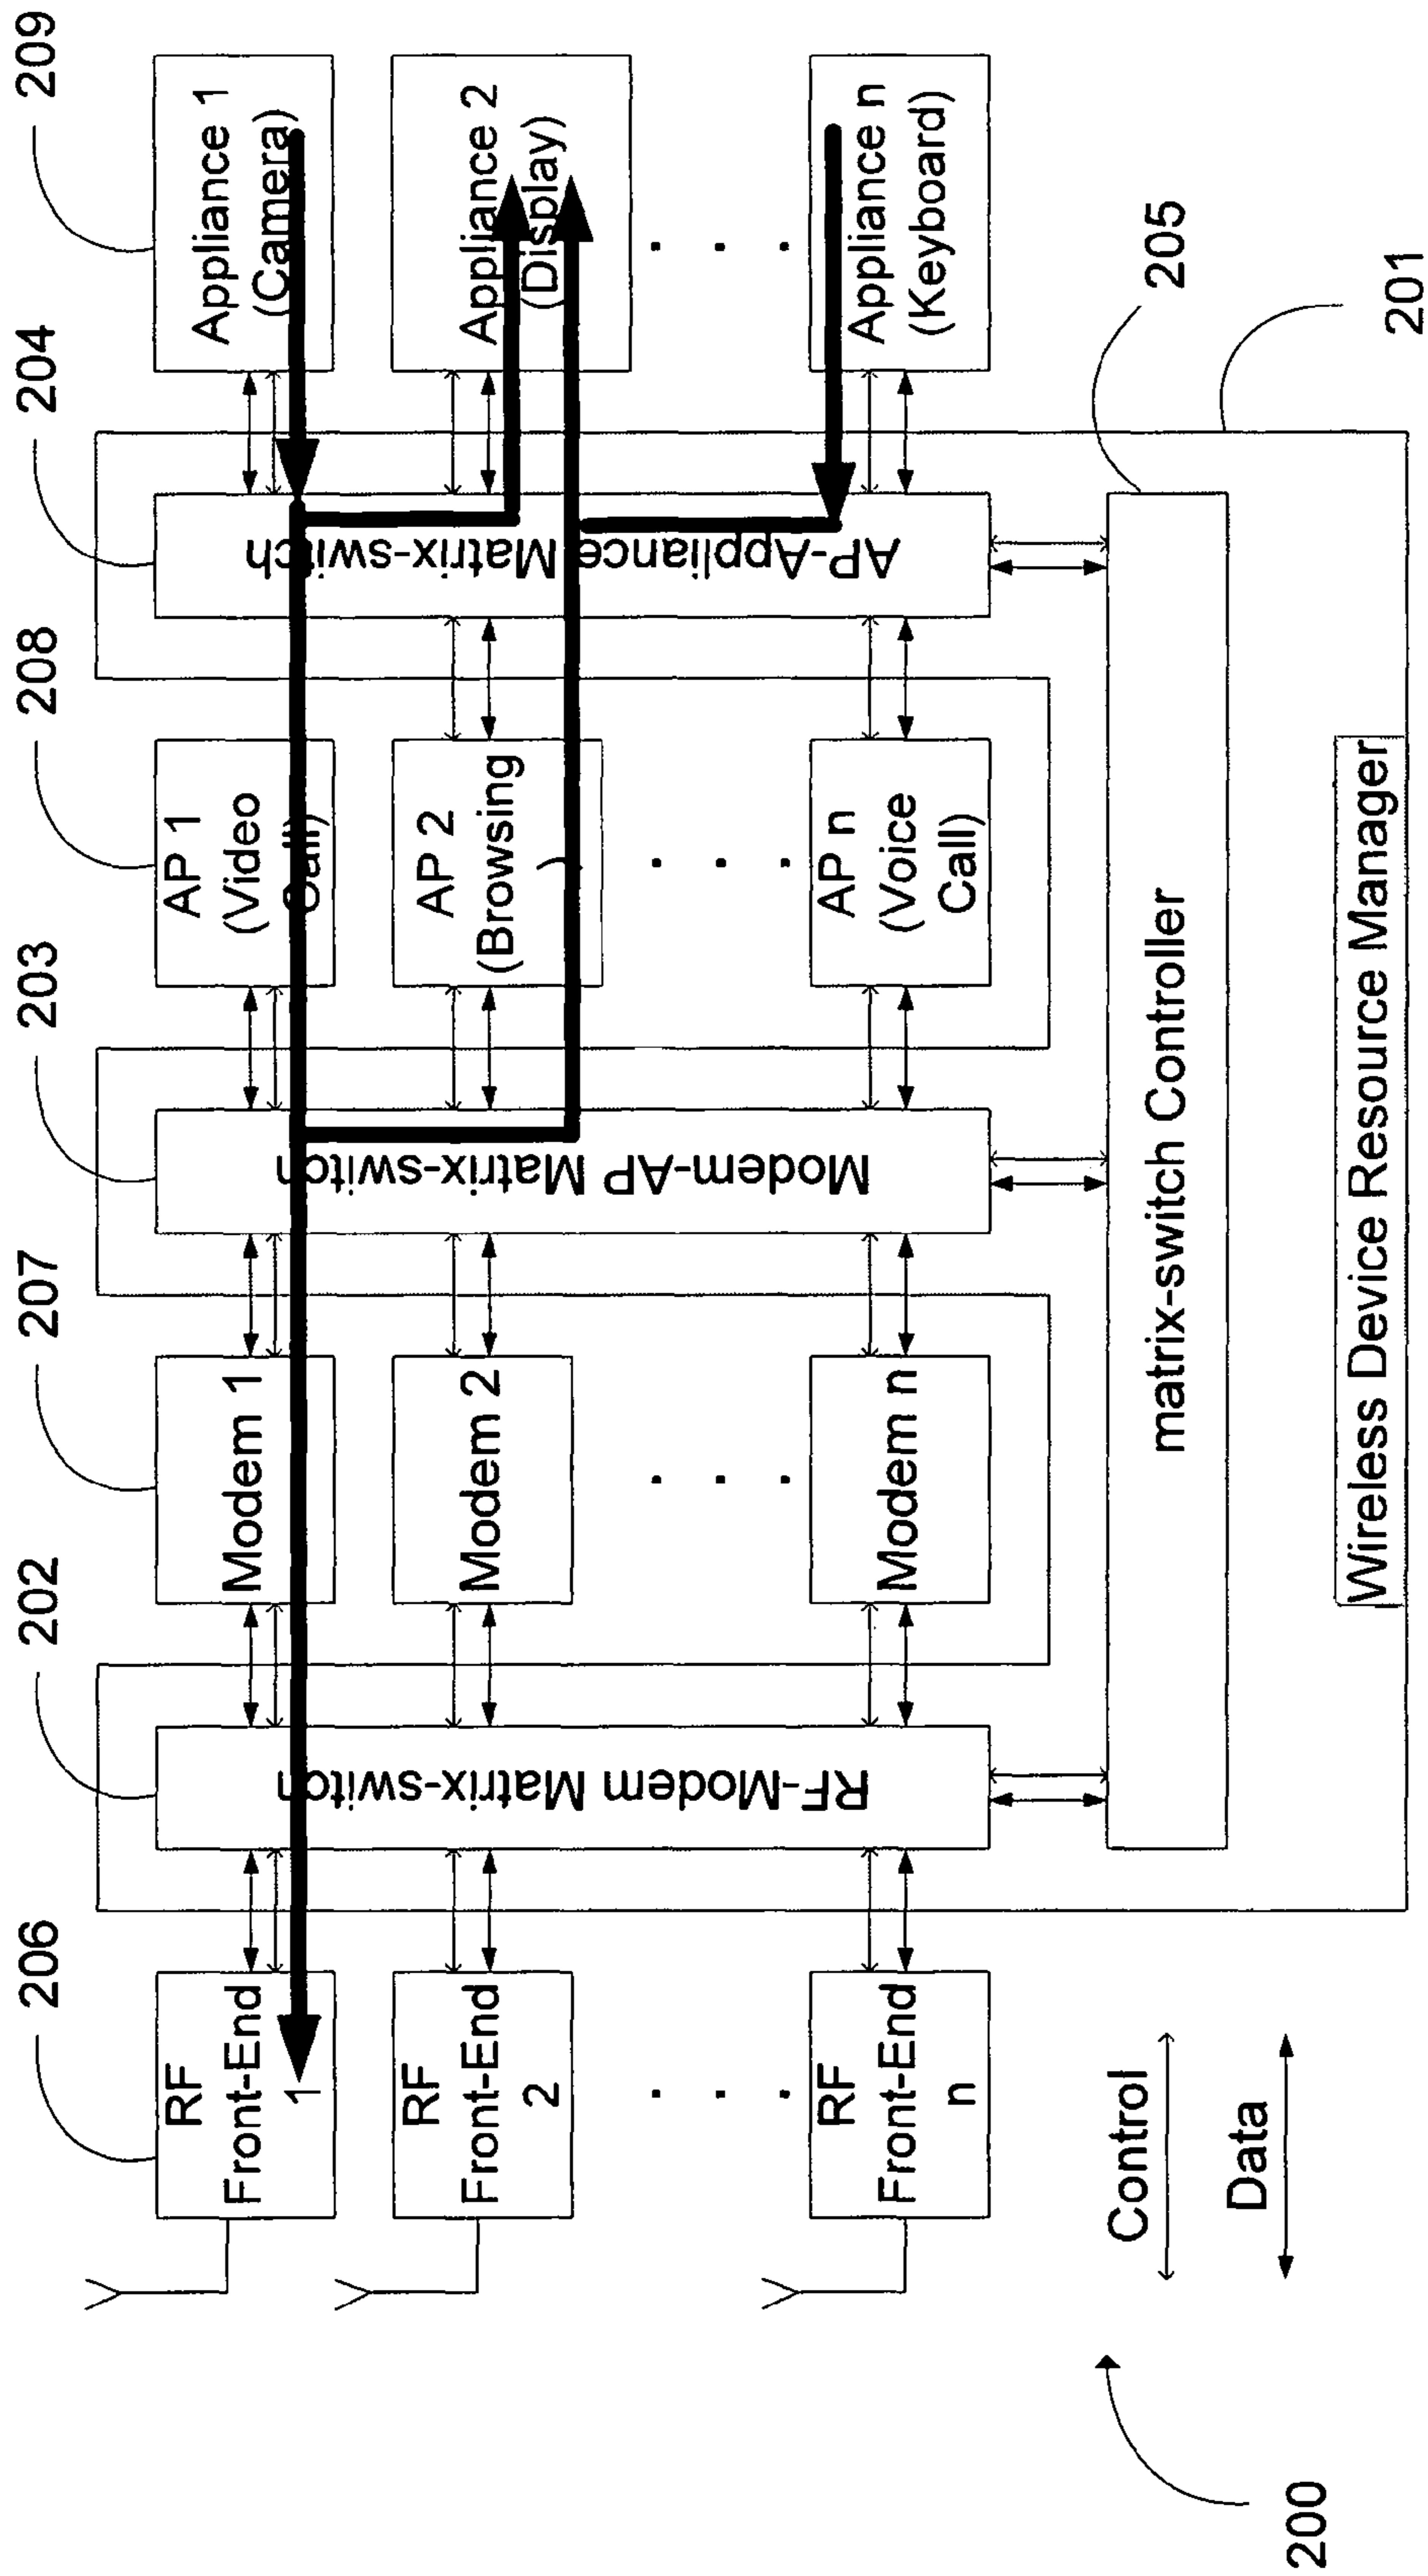 206
202
207
203
208
204
209
RF
Front-End
1
Modem 1
AP 1
(Video
Call)
Appliance 1
(Camera)
RF
Front-End
2
Modem 2
AP 2
(Browsing
Appliance 2
(Display)
. . .
. . .
. . .
. . .
RF
Front-End
n
Modem n
AP n
(Voice
Call)
Appliance n
(Keyboard)
RF-Modem Matrix-switch
Modem-AP Matrix-switch
AP-Appliance Matrix-switch
matrix-switch Controller
205
Wireless Device Resource Manager
201
Control
Data
200